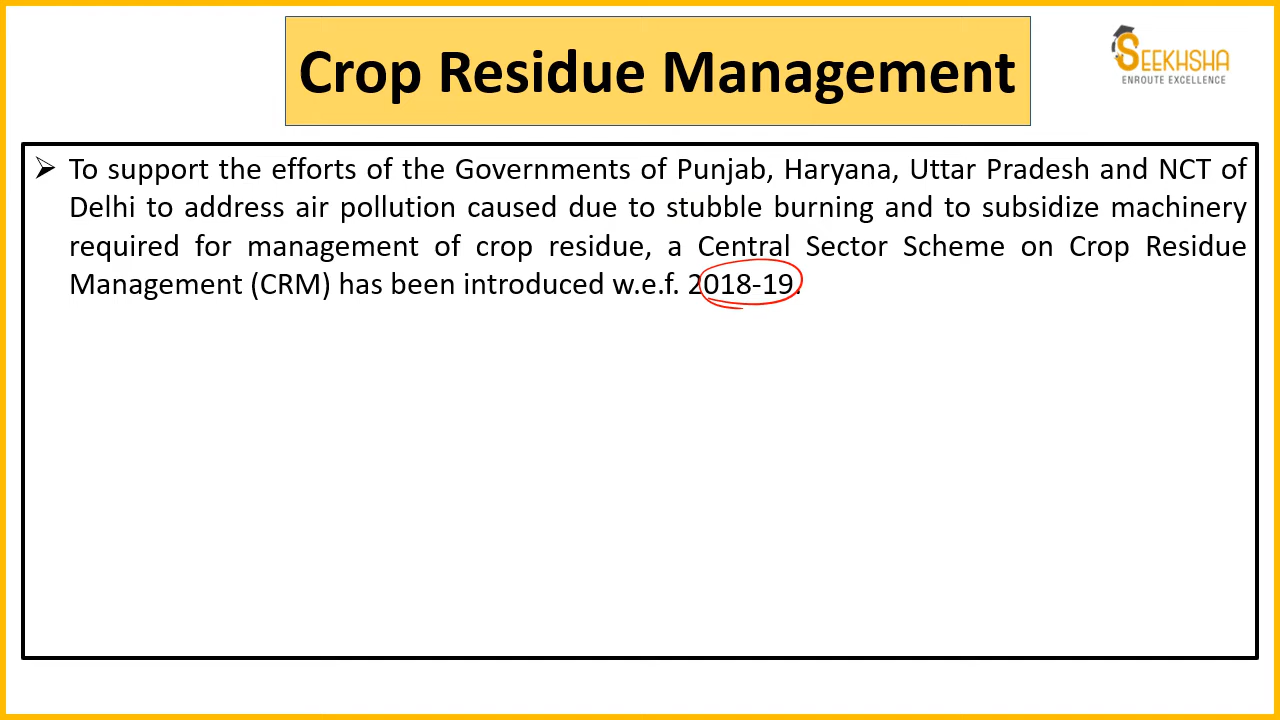 Crop Residue Management
SEEKHSHA
ENROUTE EXCELLENCE
➢ To support the efforts of the Governments of Punjab, Haryana, Uttar Pradesh and NCT of
Delhi to address air pollution caused due to stubble burning and to subsidize machinery
required for management of crop residue, a Central Sector Scheme on Crop Residue
Management (CRM) has been introduced w.e.f. 2018-19.